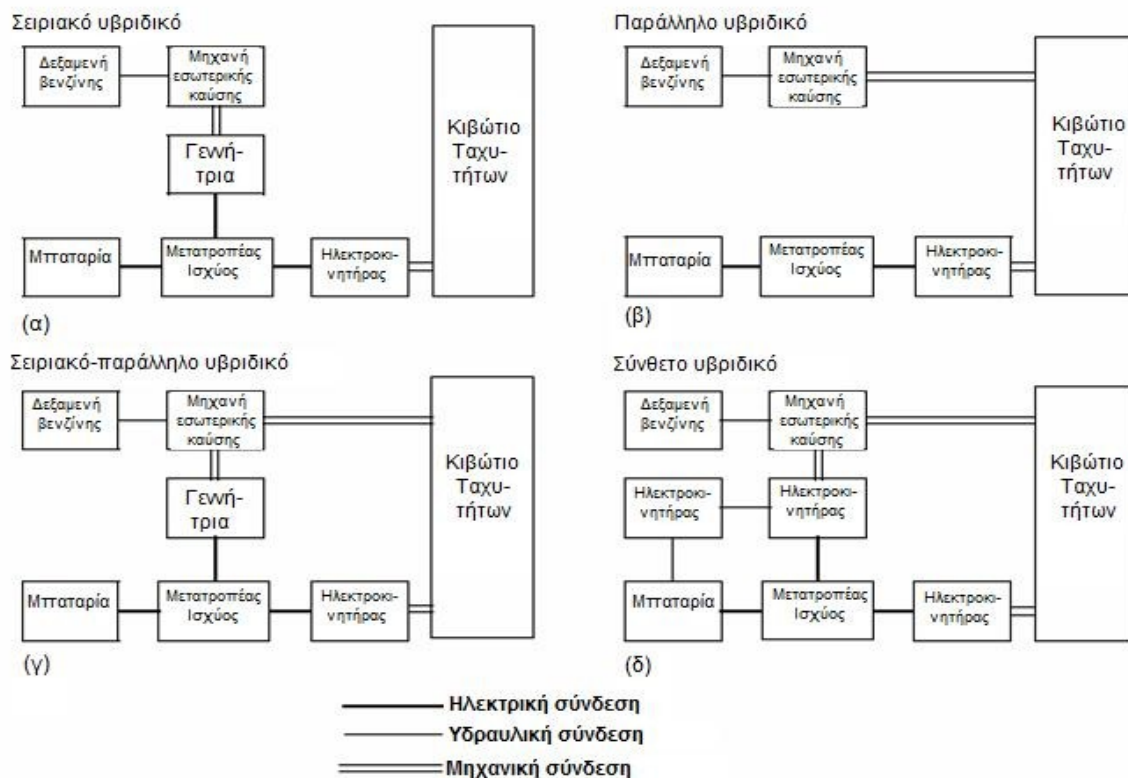 Σειριακό υβριδικό
Δεξαμενή
βενζίνης
Μηχανή
εσωτερικής
καύσης
Γεννή-
τρια
Κιβώτιο
Ταχυ-
τήτων
Μπαταρία
Μετατροπέας
Ισχύος
Ηλεκτροκι-
νητήρας
(α)
Παράλληλο υβριδικό
Δεξαμενή
βενζίνης
Μηχανή
εσωτερικής
καύσης
Κιβώτιο
Ταχυ-
τήτων
Μπαταρία
Μετατροπέας
Ισχύος
Ηλεκτροκι-
νητήρας
(β)
Σειριακό-παράλληλο υβριδικό
Δεξαμενή
βενζίνης
Μηχανή
εσωτερικής
καύσης
Κιβώτιο
Ταχυ-
τήτων
Γεννή-
τρια
Μπαταρία
Μετατροπέας
Ισχύος
Ηλεκτροκι-
νητήρας
(γ)
Σύνθετο υβριδικό
Δεξαμενή
βενζίνης
Μηχανή
εσωτερικής
καύσης
Κιβώτιο
Ταχυ-
τήτων
Ηλεκτροκι-
νητήρας
Ηλεκτροκι-
νητήρας
Μπαταρία
Μετατροπέας
Ισχύος
Ηλεκτροκι-
νητήρας
(δ)
Ηλεκτρική σύνδεση
Υδραυλική σύνδεση
Μηχανική σύνδεση